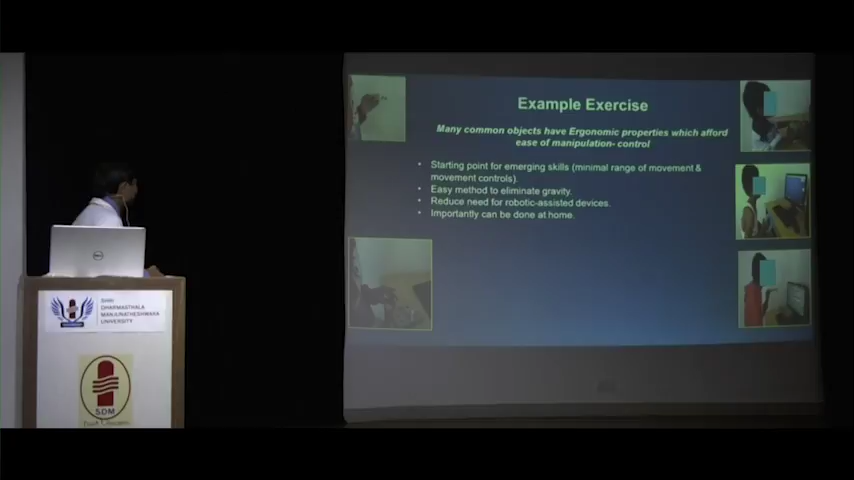 Example Exercise
Many common objects have Ergonomic properties which afford
ease of manipulation- control
• Starting point for emerging skills (minimal range of movement &
movement controls).
• Easy method to eliminate gravity.
• Reduce need for robotic-assisted devices.
• Importantly can be done at home.
DELL
SHRI
DHARMASTHALA
MANJUNATHESHWARA
UNIVERSITY
SDM